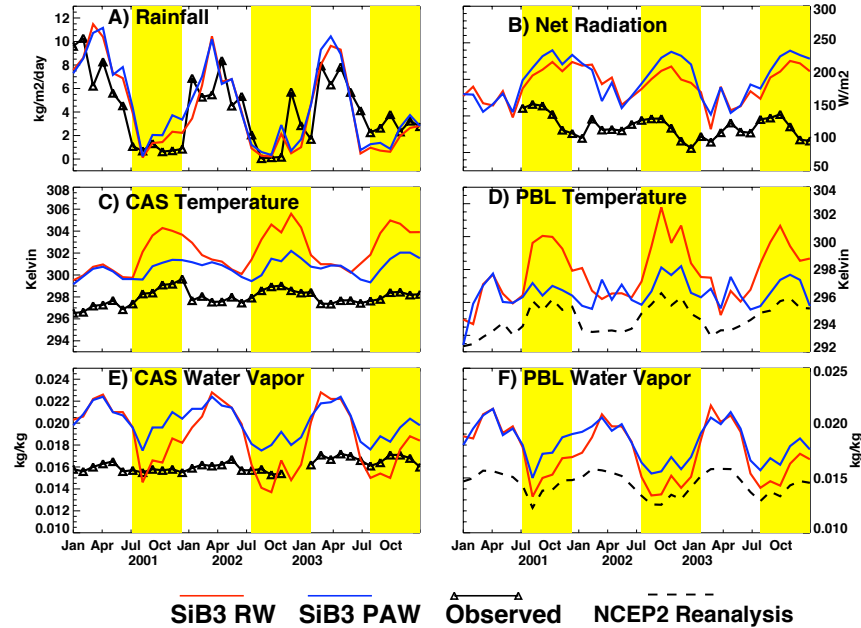 A) Rainfall
B) Net Radiation
12
10
8
6
4
2
0
kg/m2/day
300
250
200
150
100
50
W/m2
C) CAS Temperature
D) PBL Temperature
308
306
304
302
300
298
296
294
Kelvin
304
302
300
298
296
294
292
Kelvin
E) CAS Water Vapor
F) PBL Water Vapor
0.024
0.022
0.020
0.018
0.016
0.014
0.012
0.010
kg/kg
0.025
0.020
0.015
0.010
kg/kg
Jan Apr Jul Oct Jan Apr Jul Oct Jan Apr Jul Oct
2001 2002 2003
Jan Apr Jul Oct Jan Apr Jul Oct Jan Apr Jul Oct
2001 2002 2003
SiB3 RW SiB3 PAW Observed NCEP2 Reanalysis